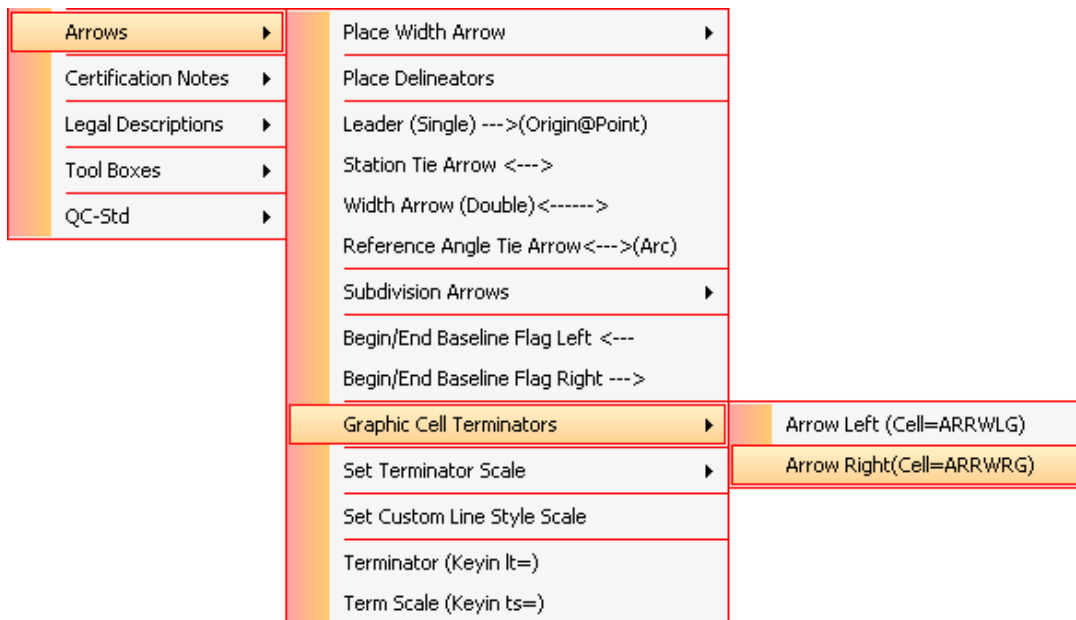 Arrows
Certification Notes
Legal Descriptions
Tool Boxes
QC-Std
Place Width Arrow
Place Delineators
Leader (Single) --->(Origin@Point)
Station Tie Arrow <--->
Width Arrow (Double)<------>
Reference Angle Tie Arrow<--->(Arc)
Subdivision Arrows
Begin/End Baseline Flag Left <---
Begin/End Baseline Flag Right --->
Graphic Cell Terminators
Set Terminator Scale
Set Custom Line Style Scale
Terminator (Keyin lt=)
Term Scale (Keyin ts=)
Arrow Left (Cell=ARRWLG)
Arrow Right(Cell=ARRWRG)